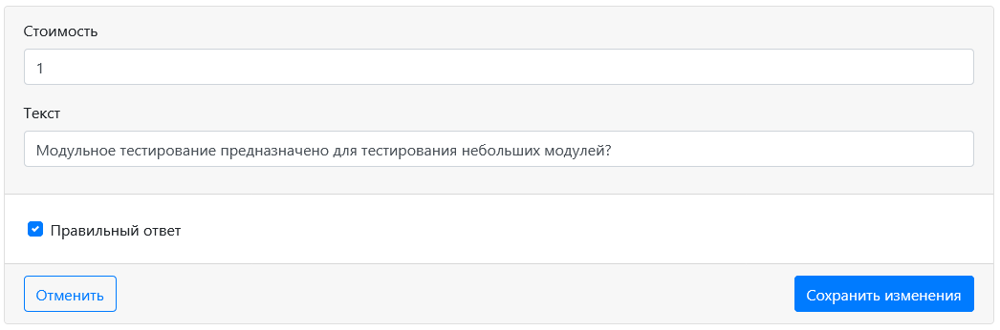 Стоимость
1
Текст
Модульное тестирование предназначено для тестирования небольших модулей?
Правильный ответ
Отменить
Сохранить изменения